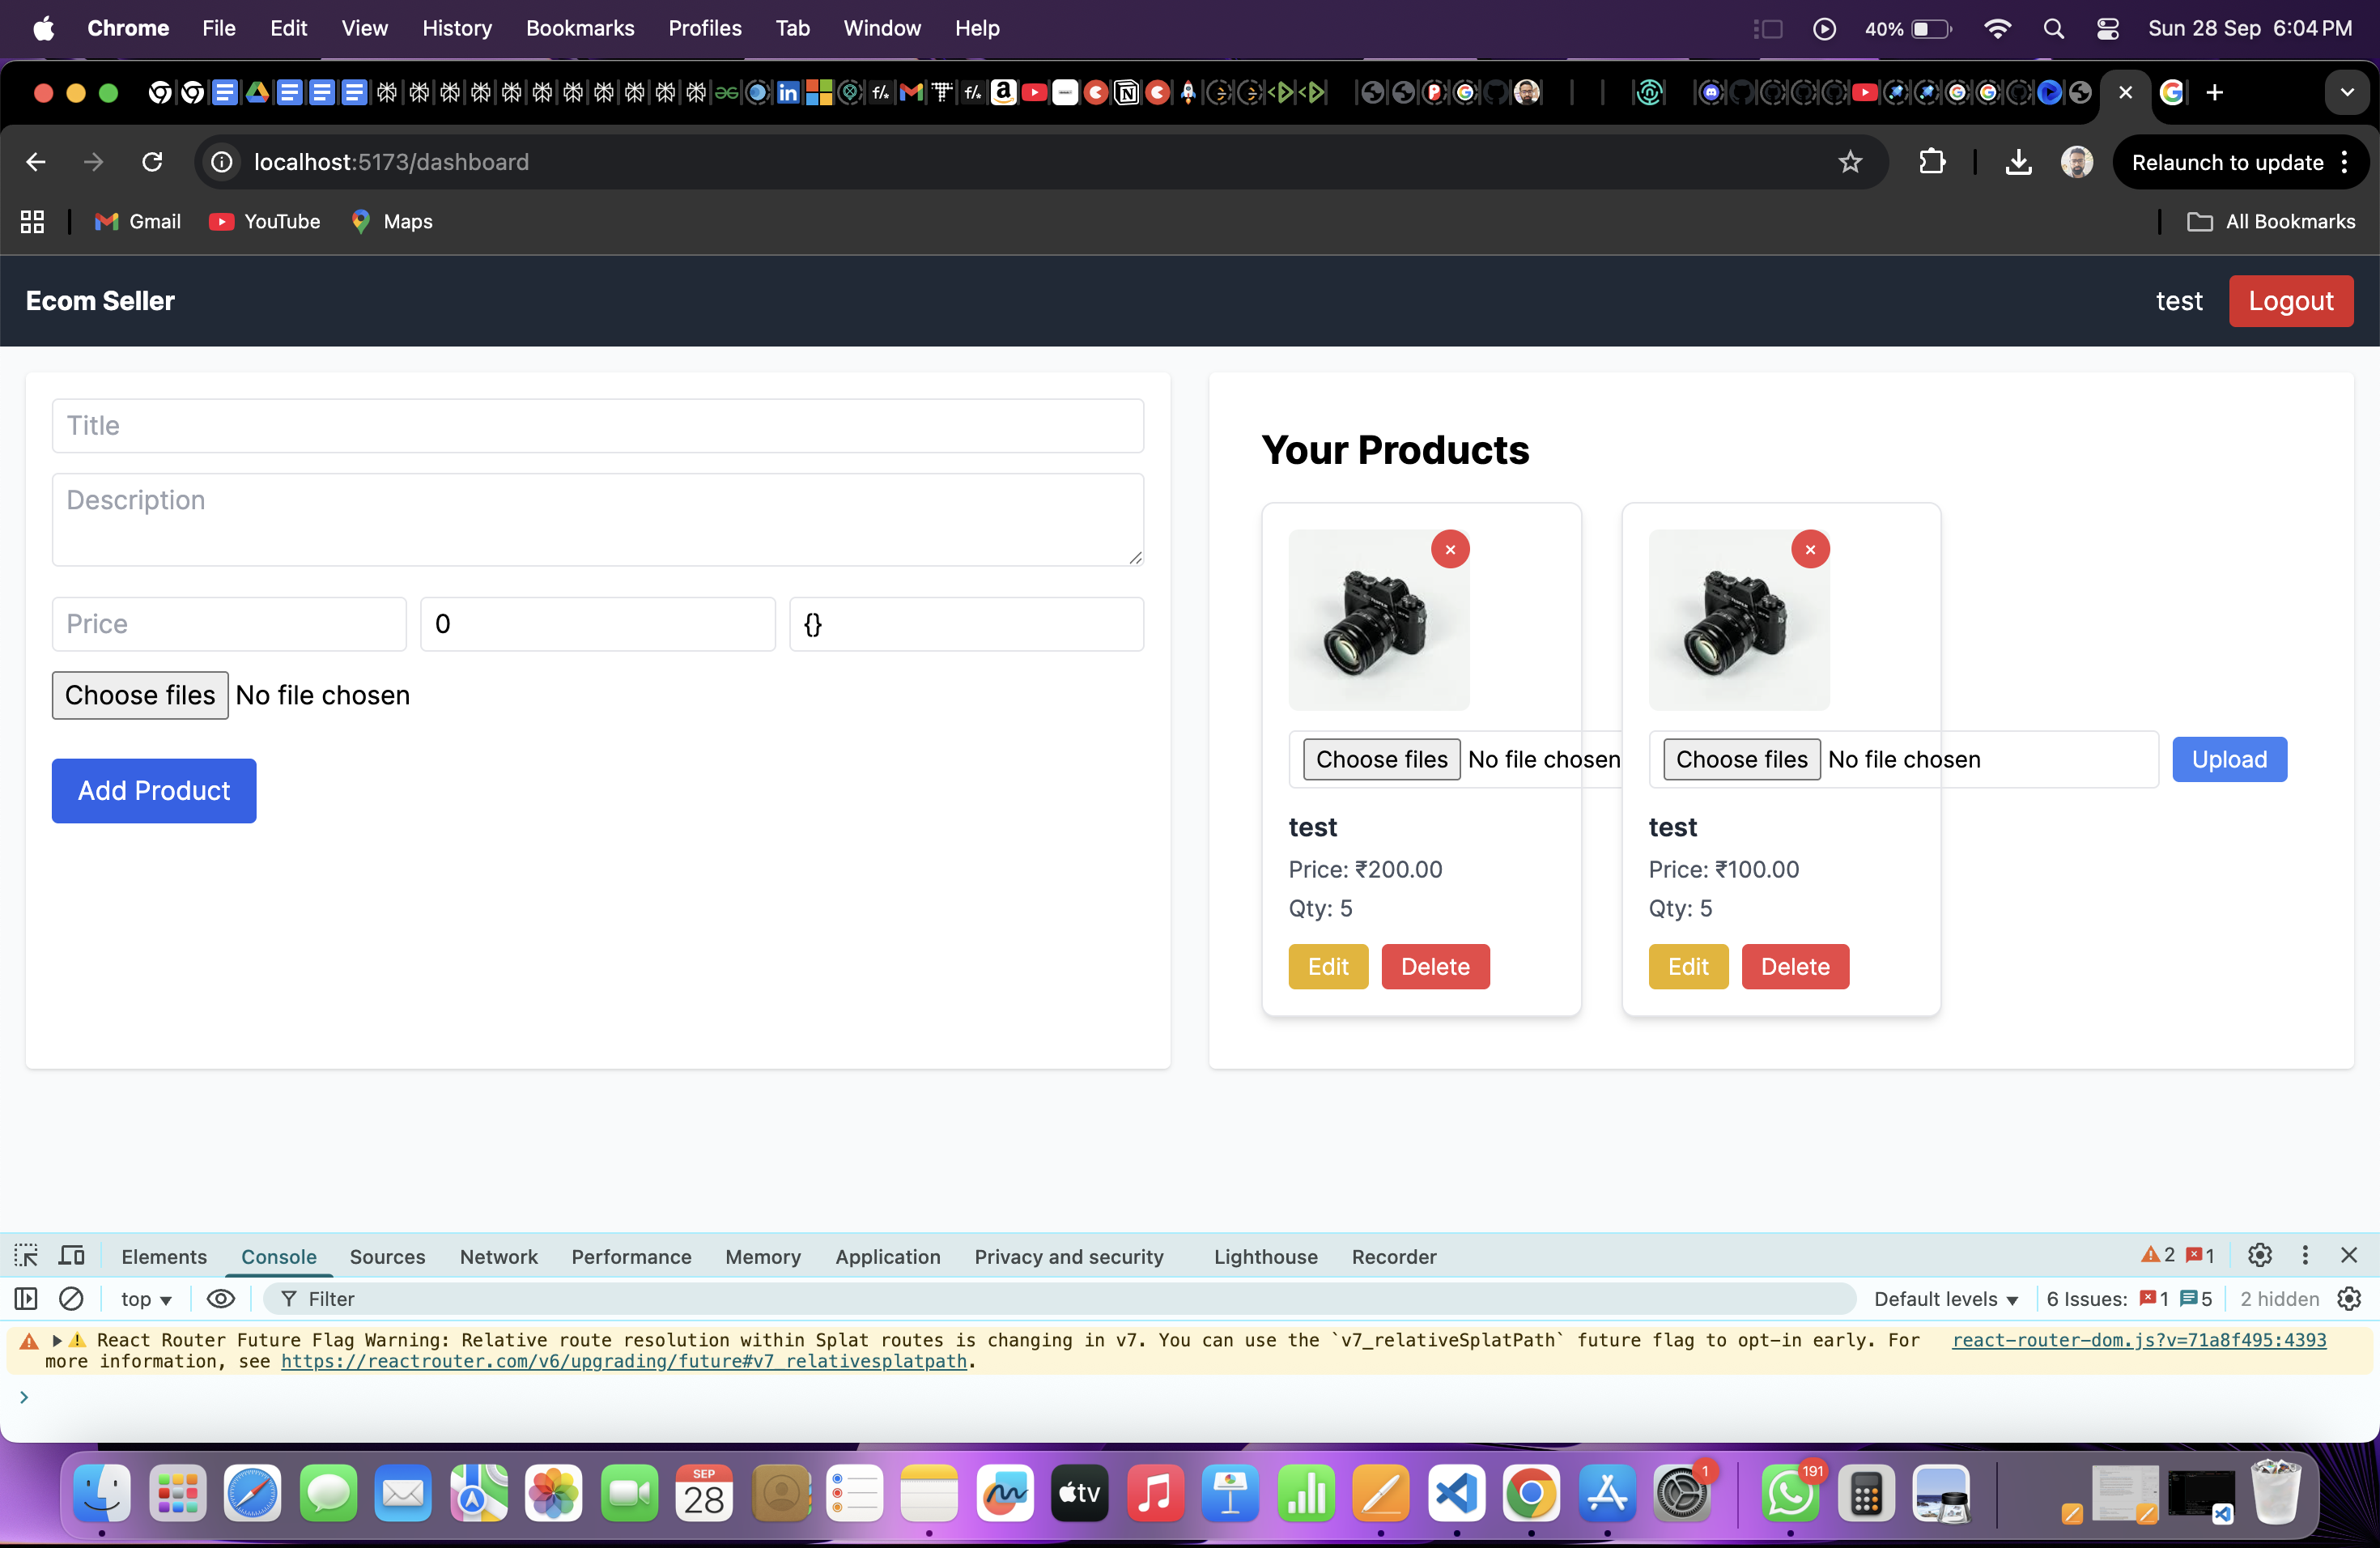 Chrome File Edit View History Bookmarks Profiles Tab Window Help 40% Sun 28 Sep 6:04 PM
localhost:5173/dashboard Relaunch to update
Gmail YouTube Maps All Bookmarks
Ecom Seller test Logout
Title
Description
Price 0 {}
Choose files No file chosen
Add Product
Your Products
× ×
Choose files No file chosen Choose files No file chosen Upload
test test
Price: ₹200.00 Price: ₹100.00
Qty: 5 Qty: 5
Edit Delete Edit Delete
Elements Console Sources Network Performance Memory Application Privacy and security Lighthouse Recorder 2 1
top Filter Default levels 6 Issues: 1 5 2 hidden
React Router Future Flag Warning: Relative route resolution within Splat routes is changing in v7. You can use the `v7_relativeSplatPath` future flag to opt-in early. For react-router-dom.js?v=71a8f495:4393
more information, see https://reactrouter.com/v6/upgrading/future#v7_relativesplatpath.
SEP
28
tv
1
191